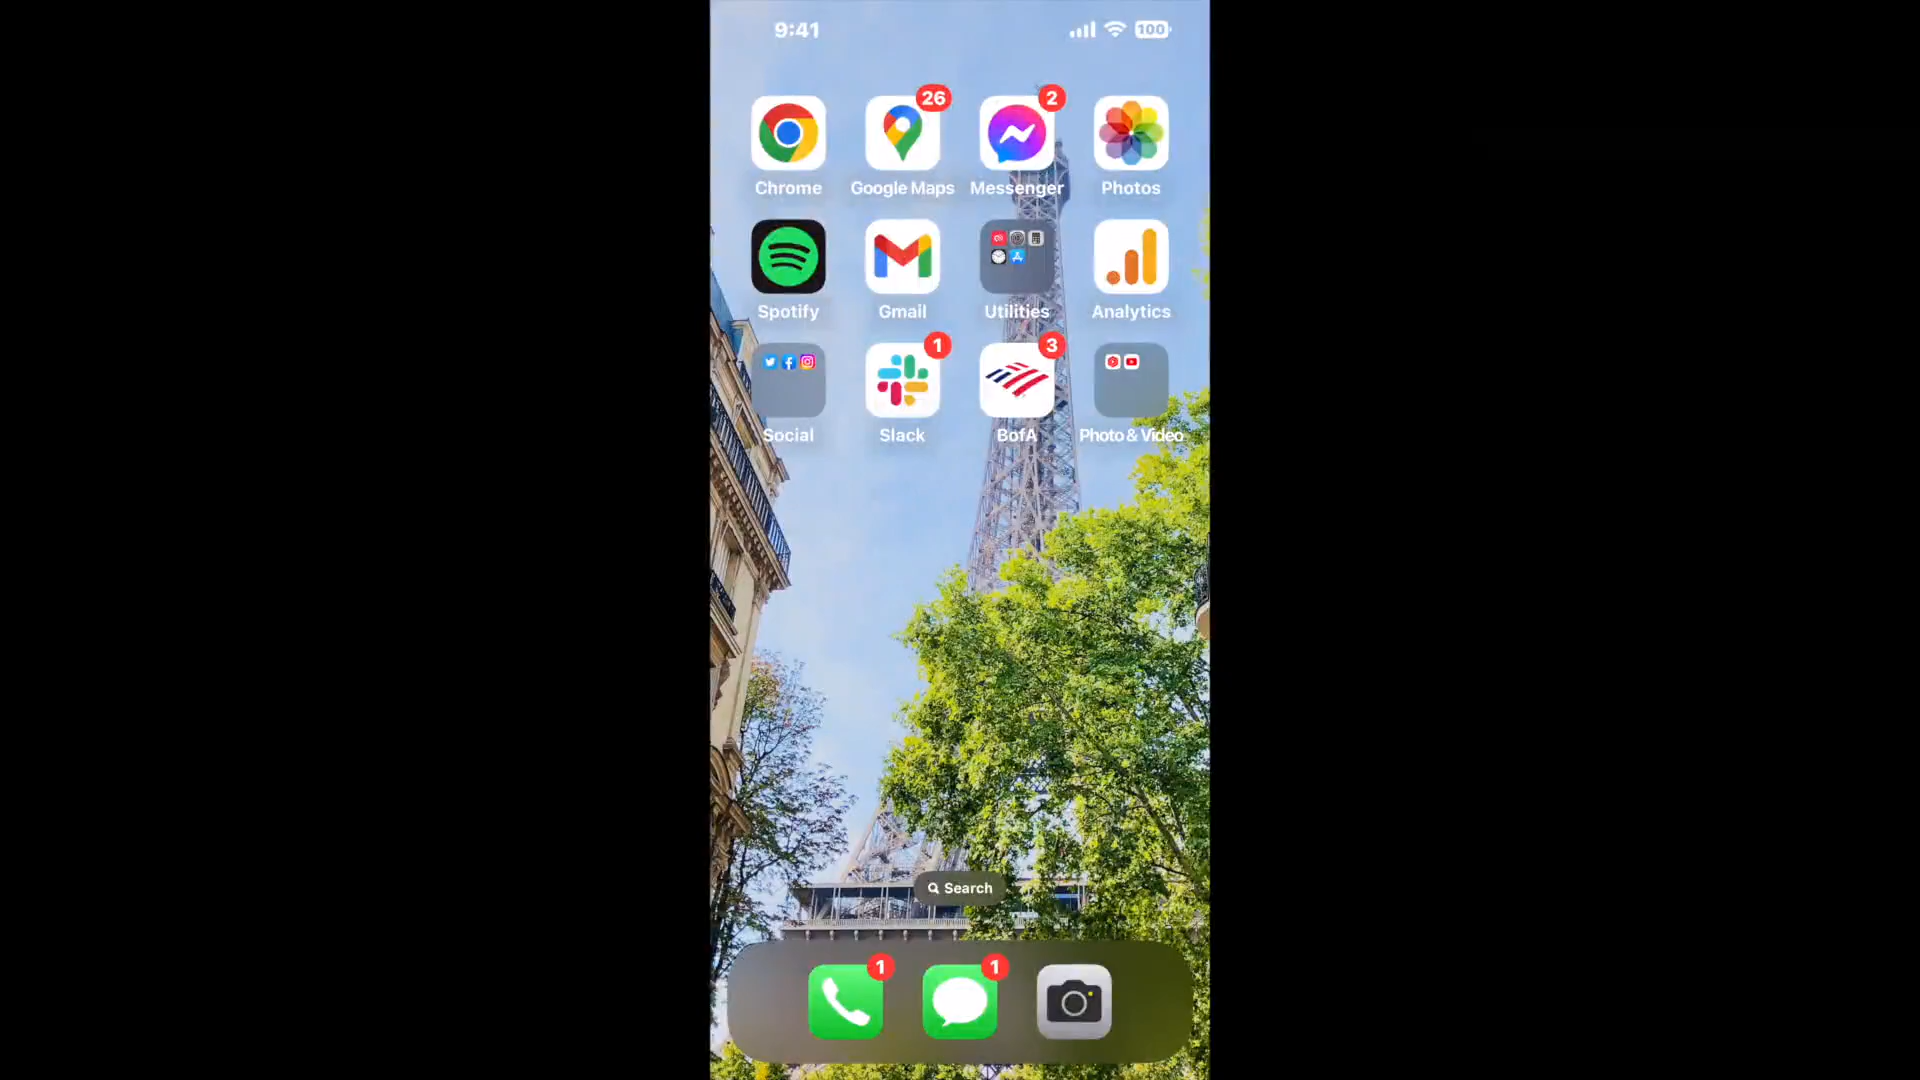 9:41
100
26
2
Chrome
Google Maps
Messenger
Photos
Spotify
Gmail
Utilities
Analytics
1
3
Social
Slack
BofA
Photo & Video
Search
1
1